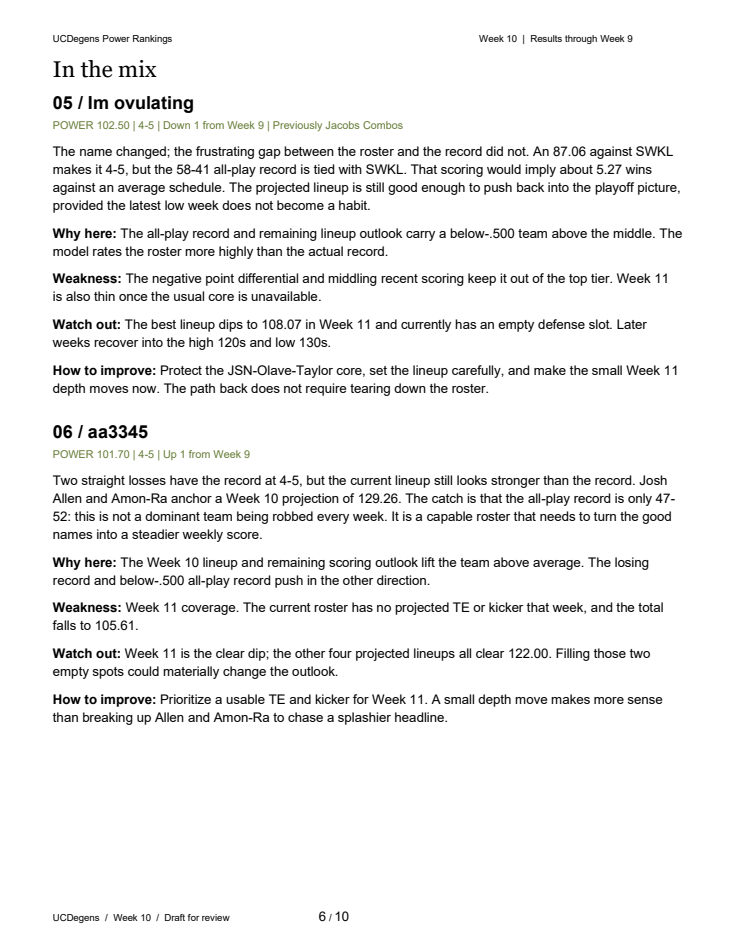 UCDegens Power Rankings
Week 10 | Results through Week 9
In the mix
05 / Im ovulating
POWER 102.50 | 4-5 | Down 1 from Week 9 | Previously Jacobs Combos
The name changed; the frustrating gap between the roster and the record did not. An 87.06 against SWKL
makes it 4-5, but the 58-41 all-play record is tied with SWKL. That scoring would imply about 5.27 wins
against an average schedule. The projected lineup is still good enough to push back into the playoff picture,
provided the latest low week does not become a habit.
Why here: The all-play record and remaining lineup outlook carry a below-.500 team above the middle. The
model rates the roster more highly than the actual record.
Weakness: The negative point differential and middling recent scoring keep it out of the top tier. Week 11
is also thin once the usual core is unavailable.
Watch out: The best lineup dips to 108.07 in Week 11 and currently has an empty defense slot. Later
weeks recover into the high 120s and low 130s.
How to improve: Protect the JSN-Olave-Taylor core, set the lineup carefully, and make the small Week 11
depth moves now. The path back does not require tearing down the roster.
06 / aa3345
POWER 101.70 | 4-5 | Up 1 from Week 9
Two straight losses have the record at 4-5, but the current lineup still looks stronger than the record. Josh
Allen and Amon-Ra anchor a Week 10 projection of 129.26. The catch is that the all-play record is only 47-
52: this is not a dominant team being robbed every week. It is a capable roster that needs to turn the good
names into a steadier weekly score.
Why here: The Week 10 lineup and remaining scoring outlook lift the team above average. The losing
record and below-.500 all-play record push in the other direction.
Weakness: Week 11 coverage. The current roster has no projected TE or kicker that week, and the total
falls to 105.61.
Watch out: Week 11 is the clear dip; the other four projected lineups all clear 122.00. Filling those two
empty spots could materially change the outlook.
How to improve: Prioritize a usable TE and kicker for Week 11. A small depth move makes more sense
than breaking up Allen and Amon-Ra to chase a splashier headline.
UCDegens / Week 10 / Draft for review
6 / 10